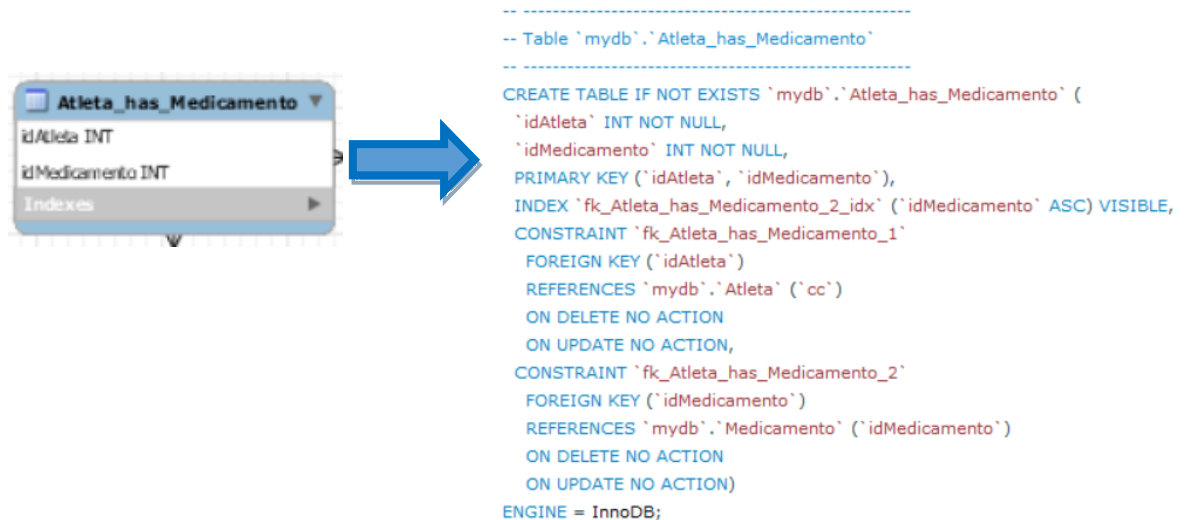 Atleta_has_Medicamento
idAtleta INT
idMedicamento INT
Indexes
-- -----------------------------------------------------
-- Table `mydb`.`Atleta_has_Medicamento`
-- -----------------------------------------------------
CREATE TABLE IF NOT EXISTS `mydb`.`Atleta_has_Medicamento` (
`idAtleta` INT NOT NULL,
`idMedicamento` INT NOT NULL,
PRIMARY KEY (`idAtleta`, `idMedicamento`),
INDEX `fk_Atleta_has_Medicamento_2_idx` (`idMedicamento` ASC) VISIBLE,
CONSTRAINT `fk_Atleta_has_Medicamento_1`
FOREIGN KEY (`idAtleta`)
REFERENCES `mydb`.`Atleta` (`cc`)
ON DELETE NO ACTION
ON UPDATE NO ACTION,
CONSTRAINT `fk_Atleta_has_Medicamento_2`
FOREIGN KEY (`idMedicamento`)
REFERENCES `mydb`.`Medicamento` (`idMedicamento`)
ON DELETE NO ACTION
ON UPDATE NO ACTION)
ENGINE = InnoDB;